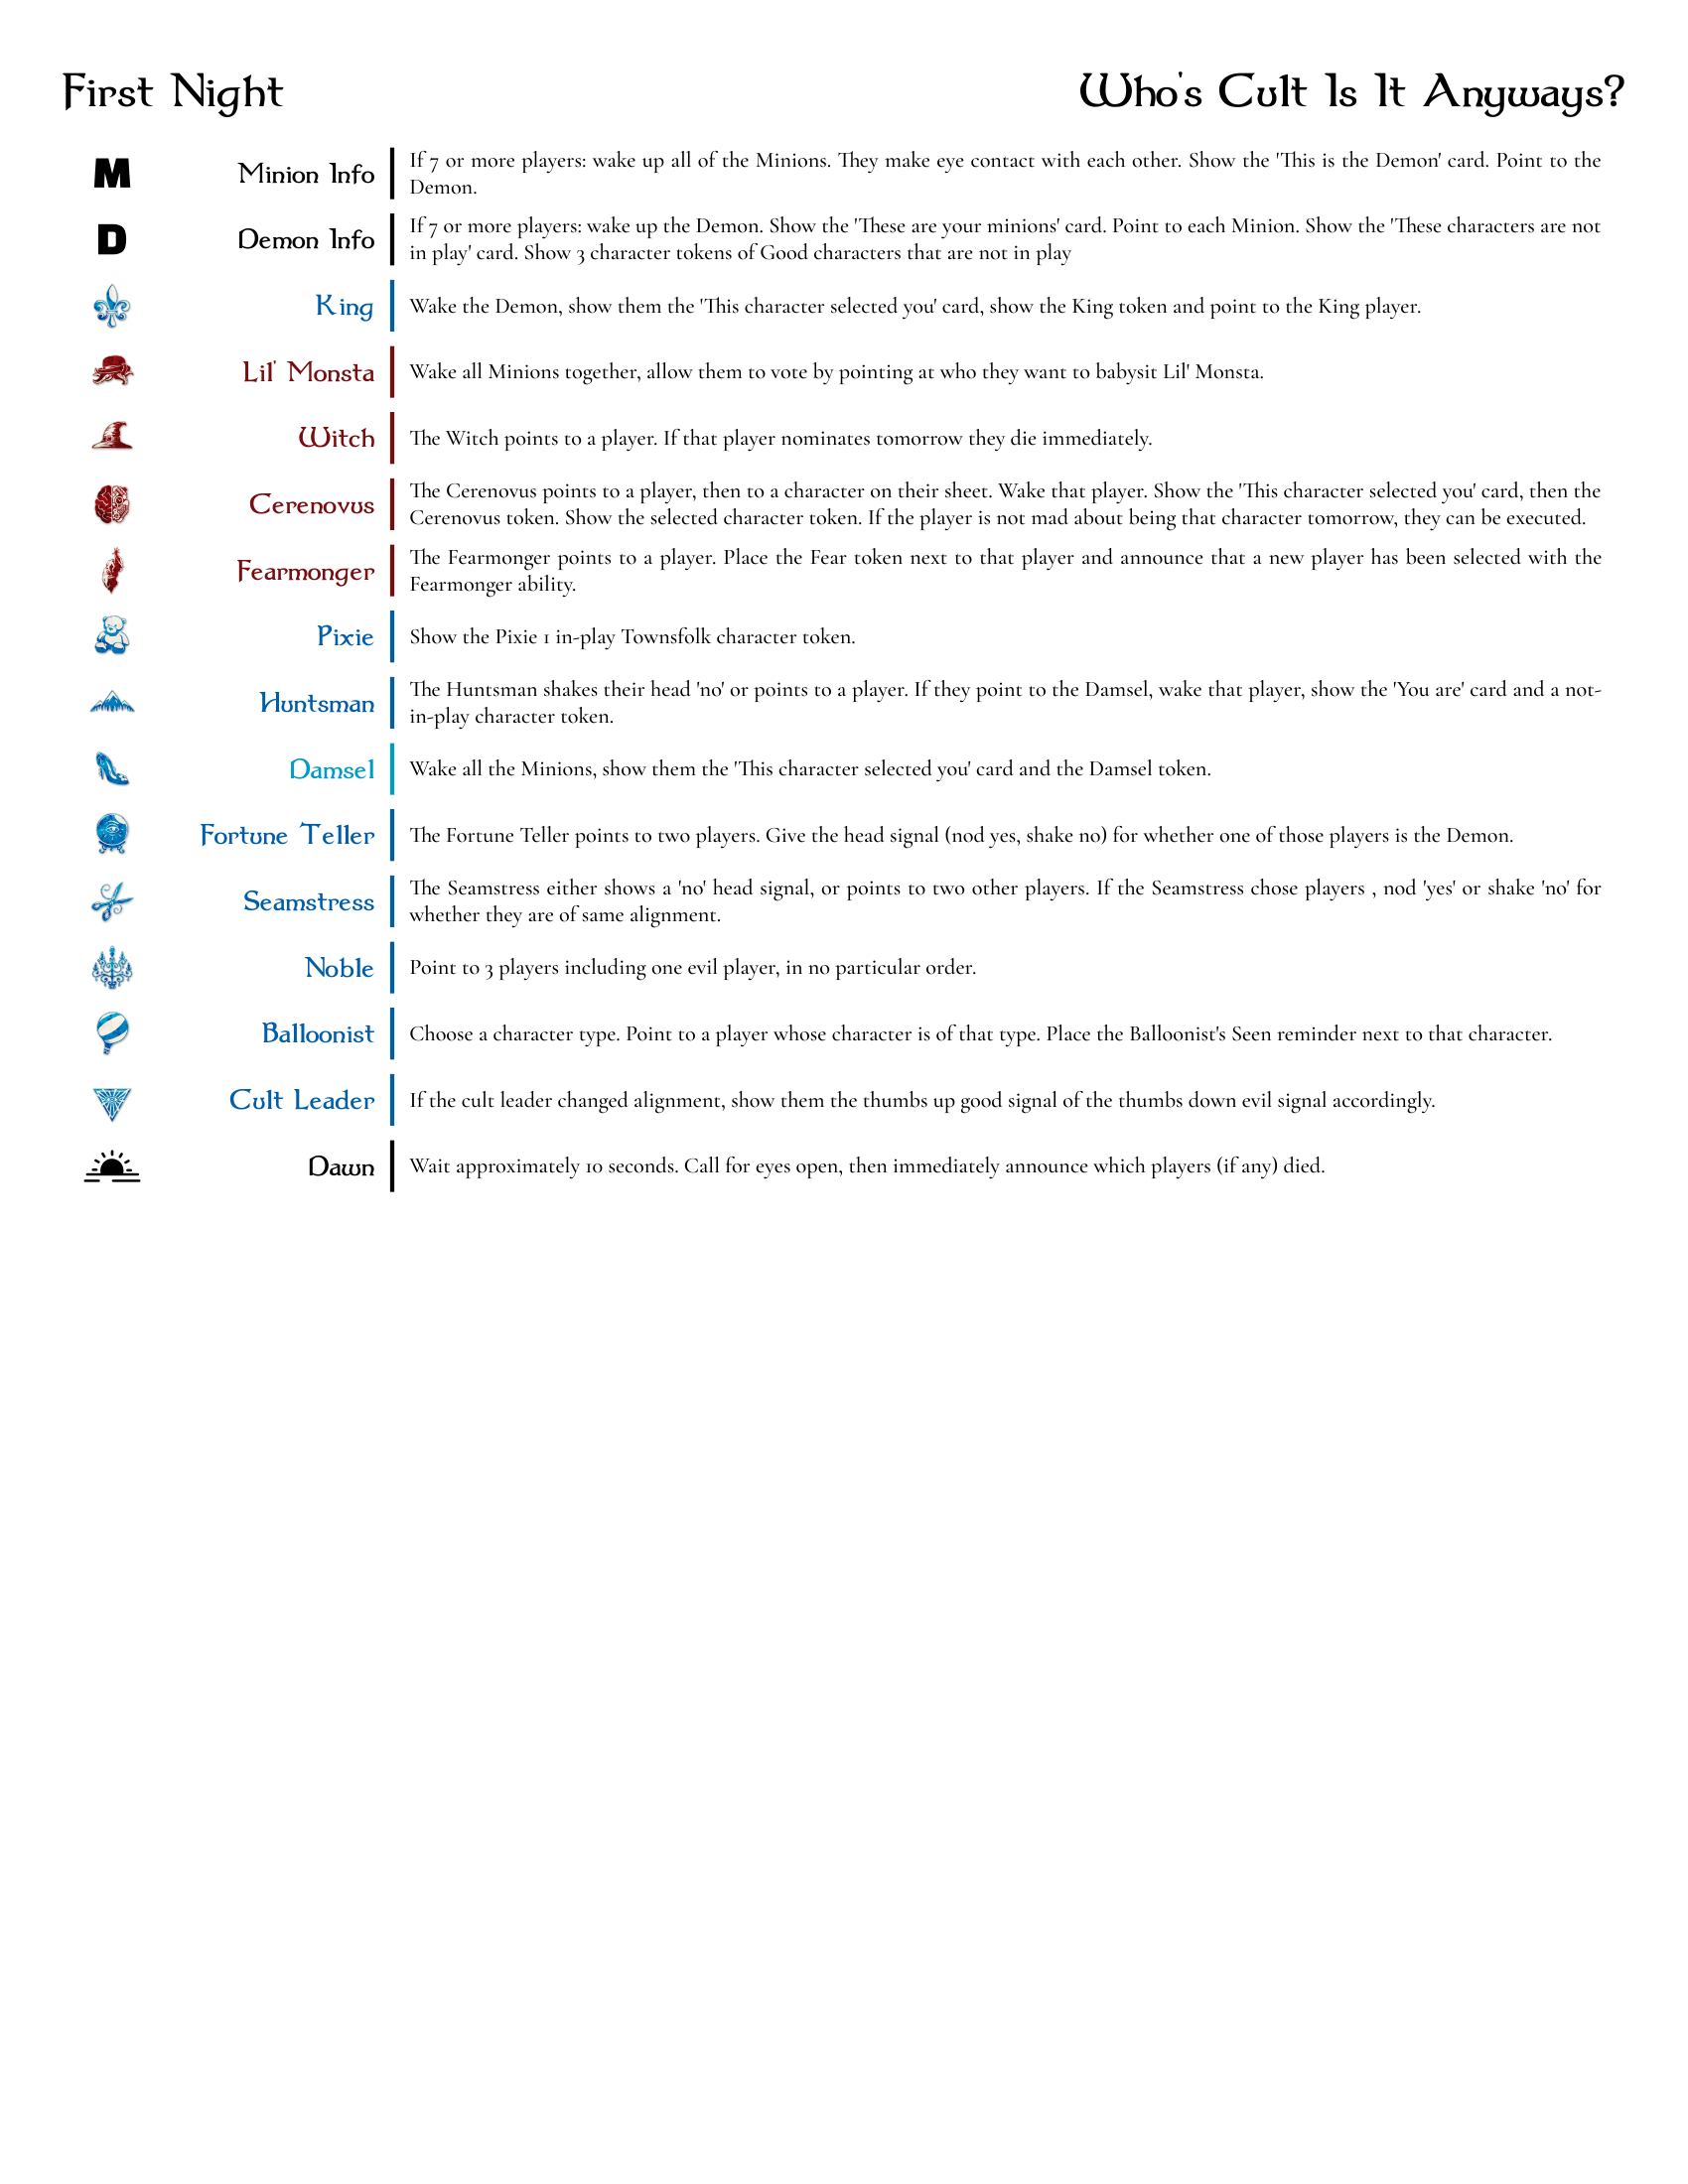 First Night
Who's Cult Is It Anyways?
M
Minion Info
If 7 or more players: wake up all of the Minions. They make eye contact with each other. Show the 'This is the Demon' card. Point to the
Demon.
D
Demon Info
If 7 or more players: wake up the Demon. Show the 'These are your minions' card. Point to each Minion. Show the 'These characters are not
in play' card. Show 3 character tokens of Good characters that are not in play
King
Wake the Demon, show them the 'This character selected you' card, show the King token and point to the King player.
Lil' Monsta
Wake all Minions together, allow them to vote by pointing at who they want to babysit Lil' Monsta.
Witch
The Witch points to a player. If that player nominates tomorrow they die immediately.
Cerenovus
The Cerenovus points to a player, then to a character on their sheet. Wake that player. Show the 'This character selected you' card, then the
Cerenovus token. Show the selected character token. If the player is not mad about being that character tomorrow, they can be executed.
Fearmonger
The Fearmonger points to a player. Place the Fear token next to that player and announce that a new player has been selected with the
Fearmonger ability.
Pixie
Show the Pixie 1 in-play Townsfolk character token.
Huntsman
The Huntsman shakes their head 'no' or points to a player. If they point to the Damsel, wake that player, show the 'You are' card and a not-
in-play character token.
Damsel
Wake all the Minions, show them the 'This character selected you' card and the Damsel token.
Fortune Teller
The Fortune Teller points to two players. Give the head signal (nod yes, shake no) for whether one of those players is the Demon.
Seamstress
The Seamstress either shows a 'no' head signal, or points to two other players. If the Seamstress chose players , nod 'yes' or shake 'no' for
whether they are of same alignment.
Noble
Point to 3 players including one evil player, in no particular order.
Balloonist
Choose a character type. Point to a player whose character is of that type. Place the Balloonist's Seen reminder next to that character.
Cult Leader
If the cult leader changed alignment, show them the thumbs up good signal of the thumbs down evil signal accordingly.
Dawn
Wait approximately 10 seconds. Call for eyes open, then immediately announce which players (if any) died.